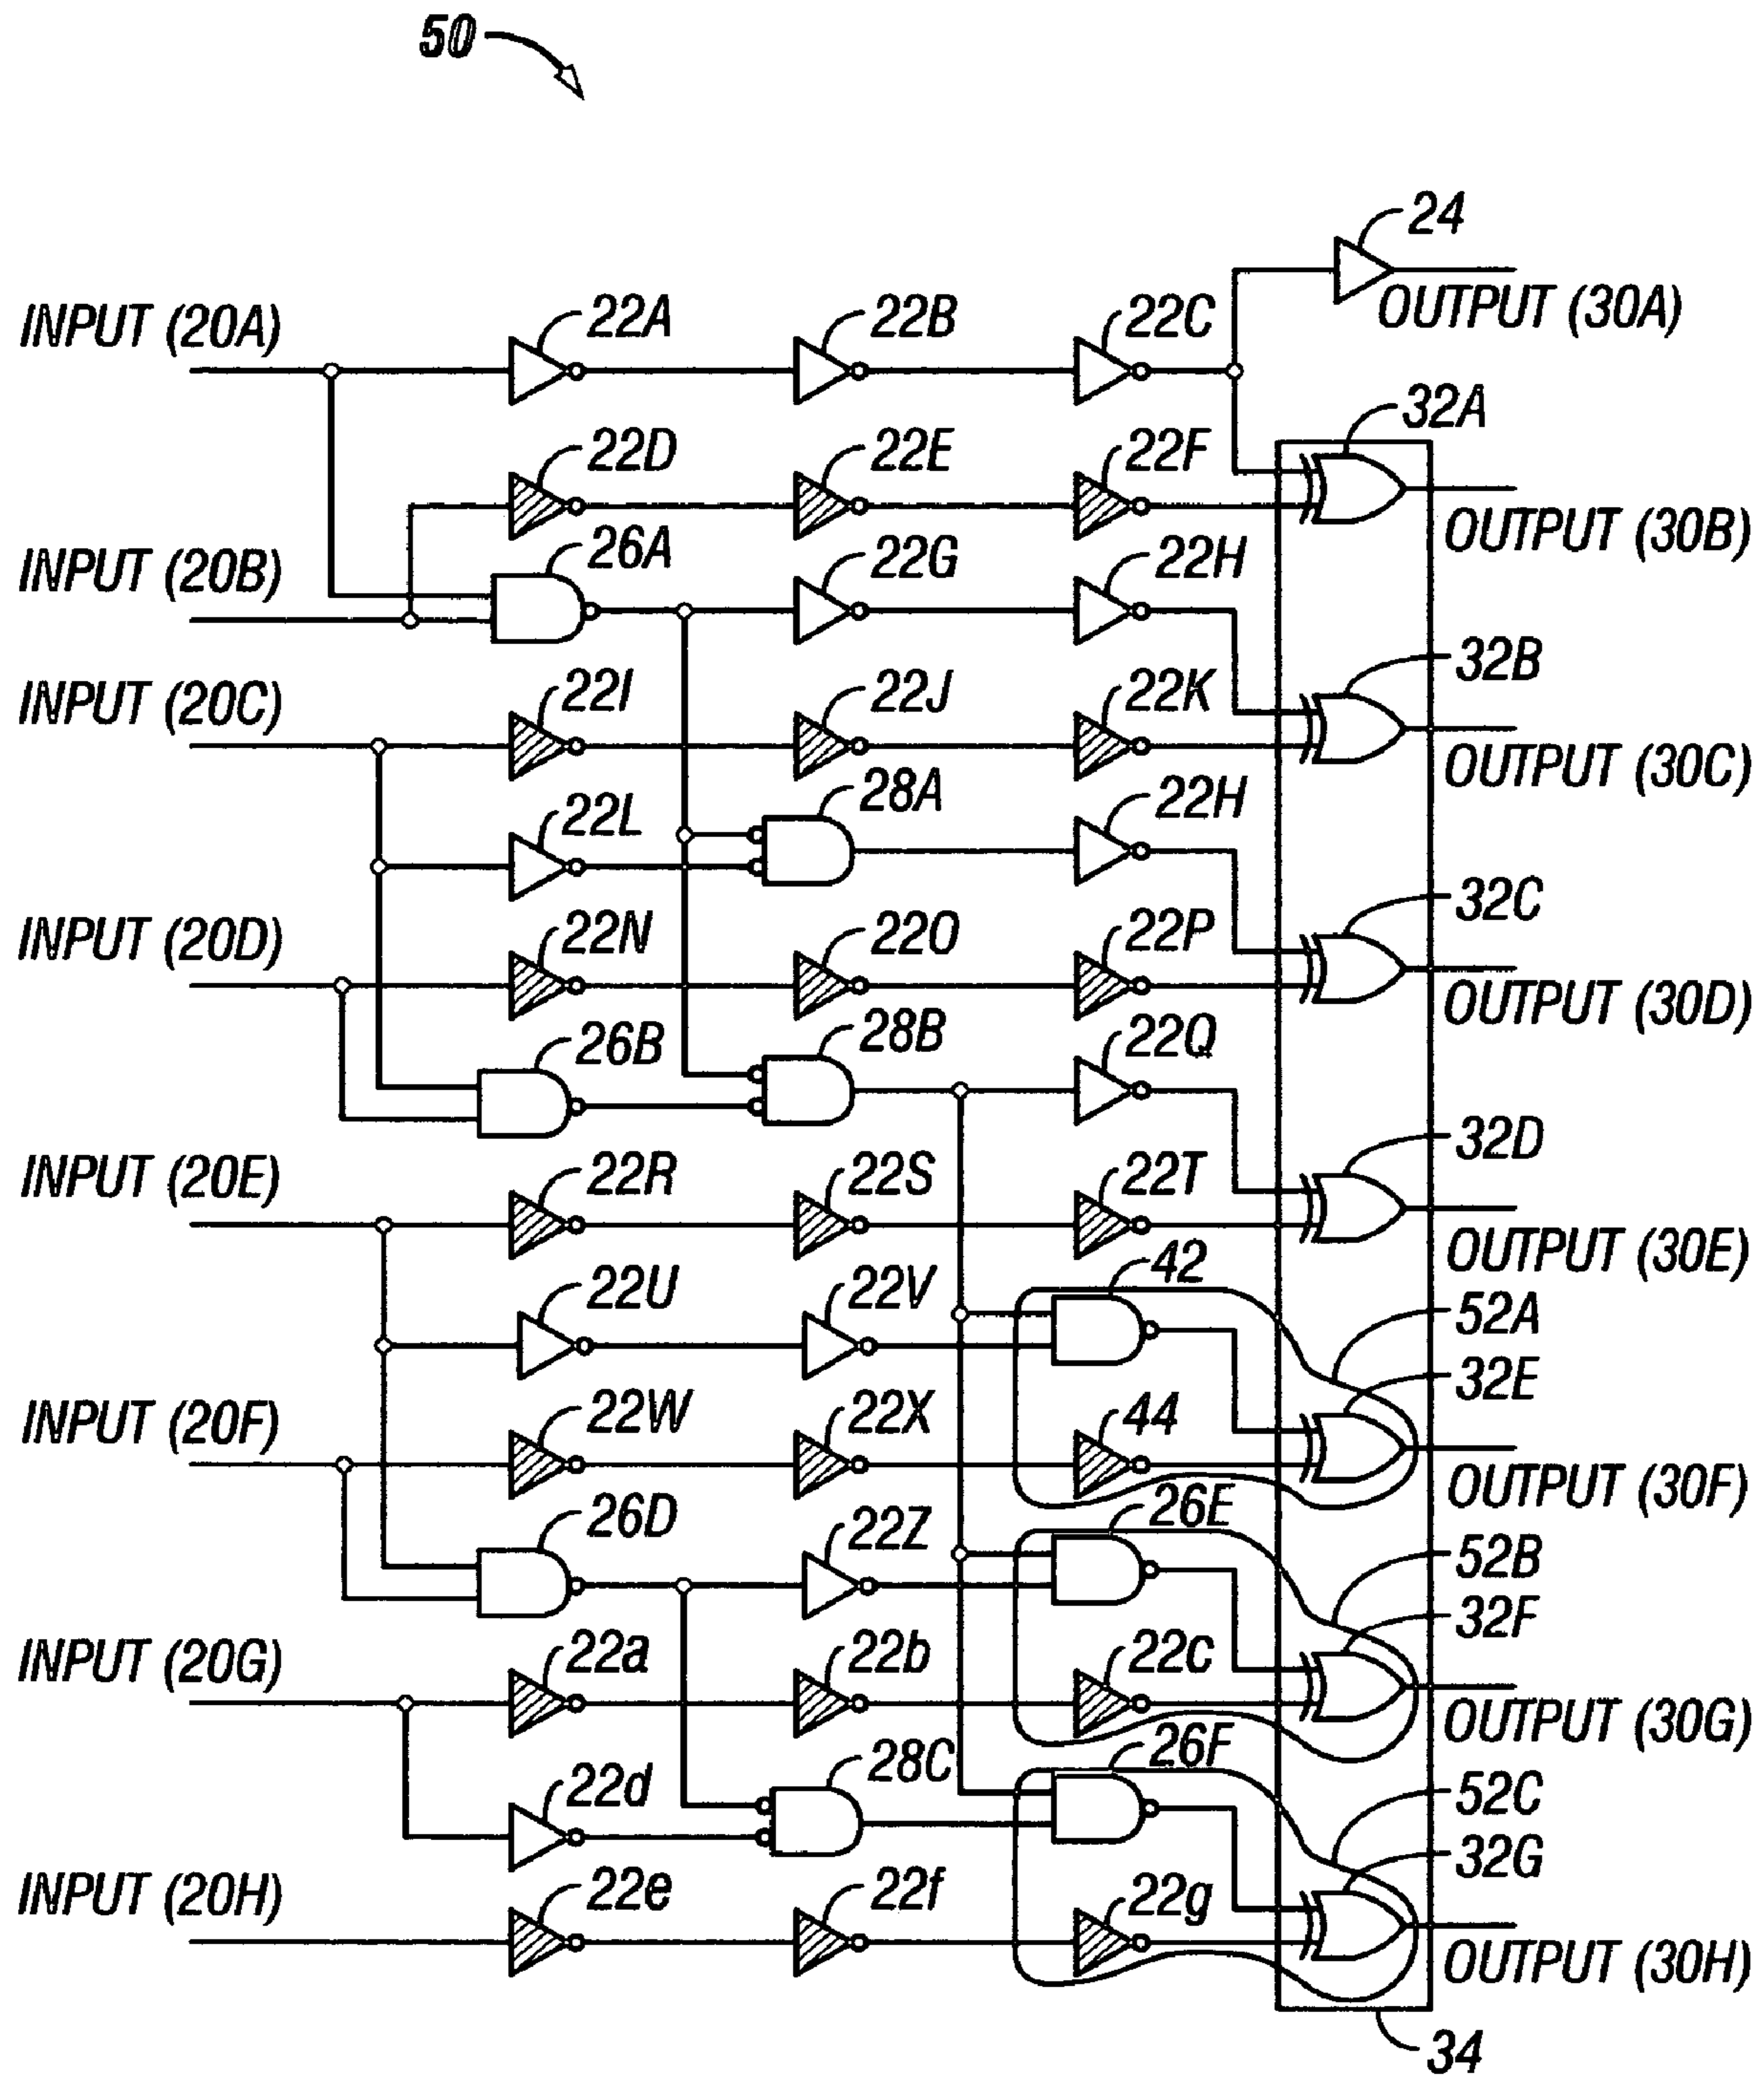 50
24
INPUT (20A)
22A
22B
22C
OUTPUT (30A)
32A
22D
22E
22F
INPUT (20B)
26A
22G
22H
OUTPUT (30B)
INPUT (20C)
22I
22J
22K
32B
OUTPUT (30C)
22L
28A
22H
INPUT (20D)
22N
22O
22P
32C
OUTPUT (30D)
26B
28B
22Q
INPUT (20E)
22R
22S
22T
32D
OUTPUT (30E)
22U
22V
42
52A
INPUT (20F)
22W
22X
44
32E
OUTPUT (30F)
26D
22Z
26E
52B
INPUT (20G)
22a
22b
22c
32F
OUTPUT (30G)
22d
28C
26F
52C
INPUT (20H)
22e
22f
22g
32G
OUTPUT (30H)
34